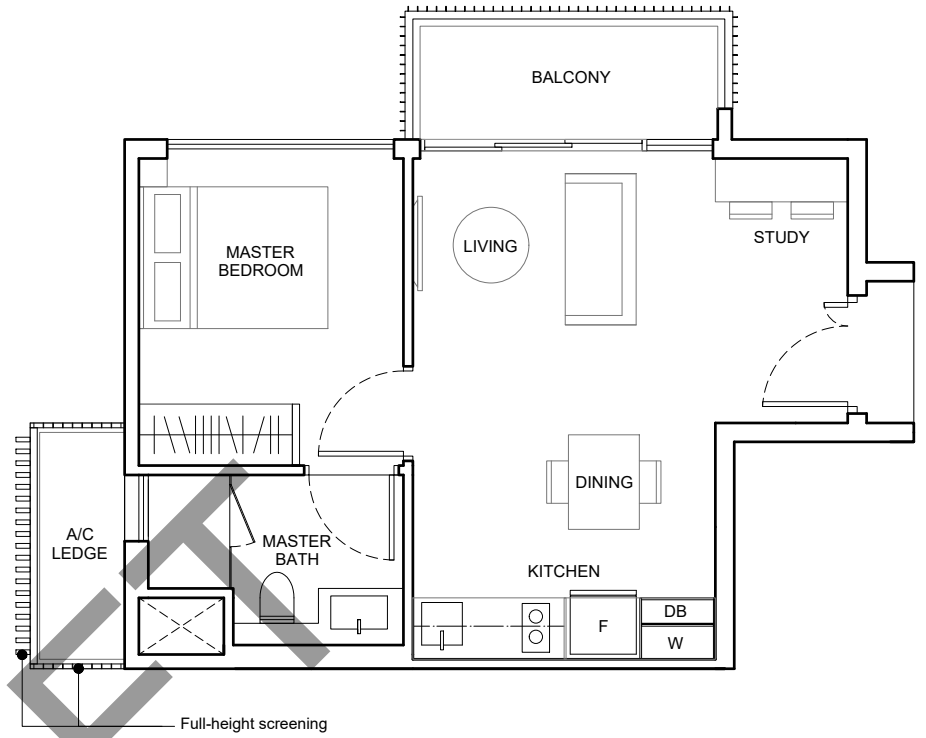 BALCONY
MASTER
BEDROOM
LIVING
STUDY
DINING
A/C
LEDGE
MASTER
BATH
KITCHEN
F
DB
W
Full-height screening